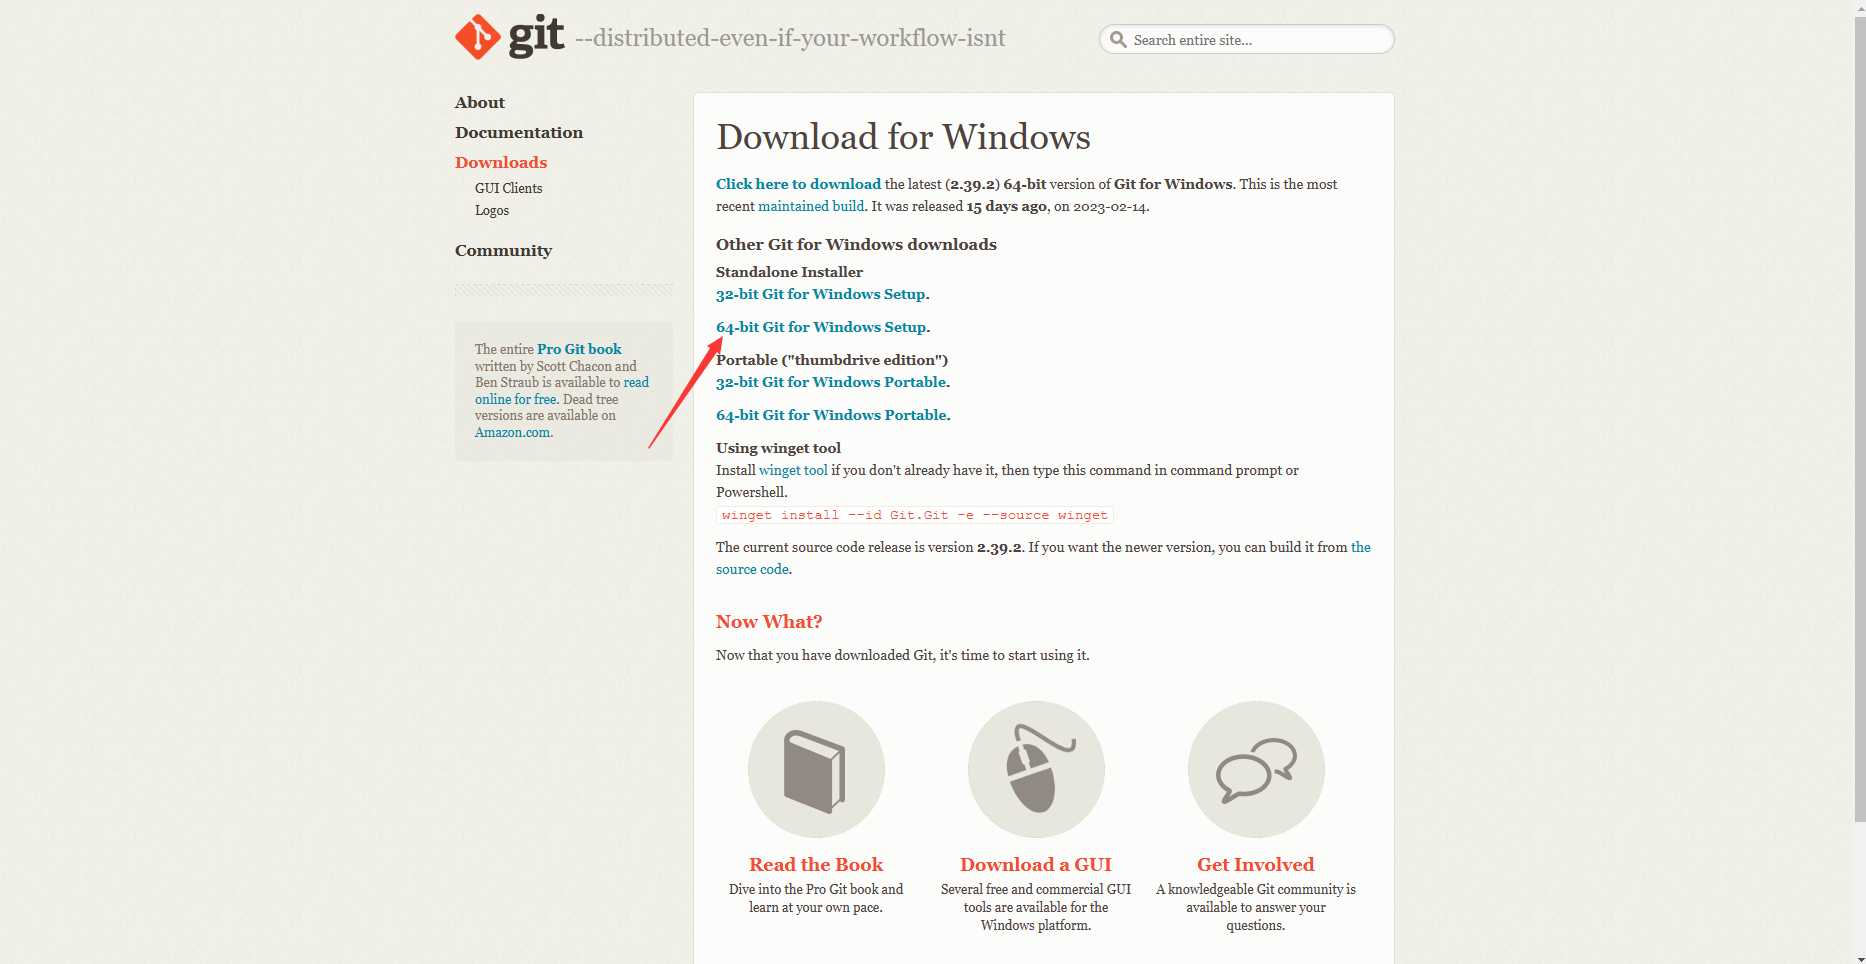 git --distributed-even-if-your-workflow-isnt
Search entire site...
About
Documentation
Downloads
GUI Clients
Logos
Community
The entire Pro Git book
written by Scott Chacon and
Ben Straub is available to read
online for free. Dead tree
versions are available on
Amazon.com.
Download for Windows
Click here to download the latest (2.39.2) 64-bit version of Git for Windows. This is the most
recent maintained build. It was released 15 days ago, on 2023-02-14.
Other Git for Windows downloads
Standalone Installer
32-bit Git for Windows Setup.
64-bit Git for Windows Setup.
Portable ("thumbdrive edition")
32-bit Git for Windows Portable.
64-bit Git for Windows Portable.
Using winget tool
Install winget tool if you don't already have it, then type this command in command prompt or
Powershell.
winget install --id Git.Git -e --source winget
The current source code release is version 2.39.2. If you want the newer version, you can build it from the
source code.
Now What?
Now that you have downloaded Git, it's time to start using it.
Read the Book
Dive into the Pro Git book and
learn at your own pace.
Download a GUI
Several free and commercial GUI
tools are available for the
Windows platform.
Get Involved
A knowledgeable Git community is
available to answer your
questions.